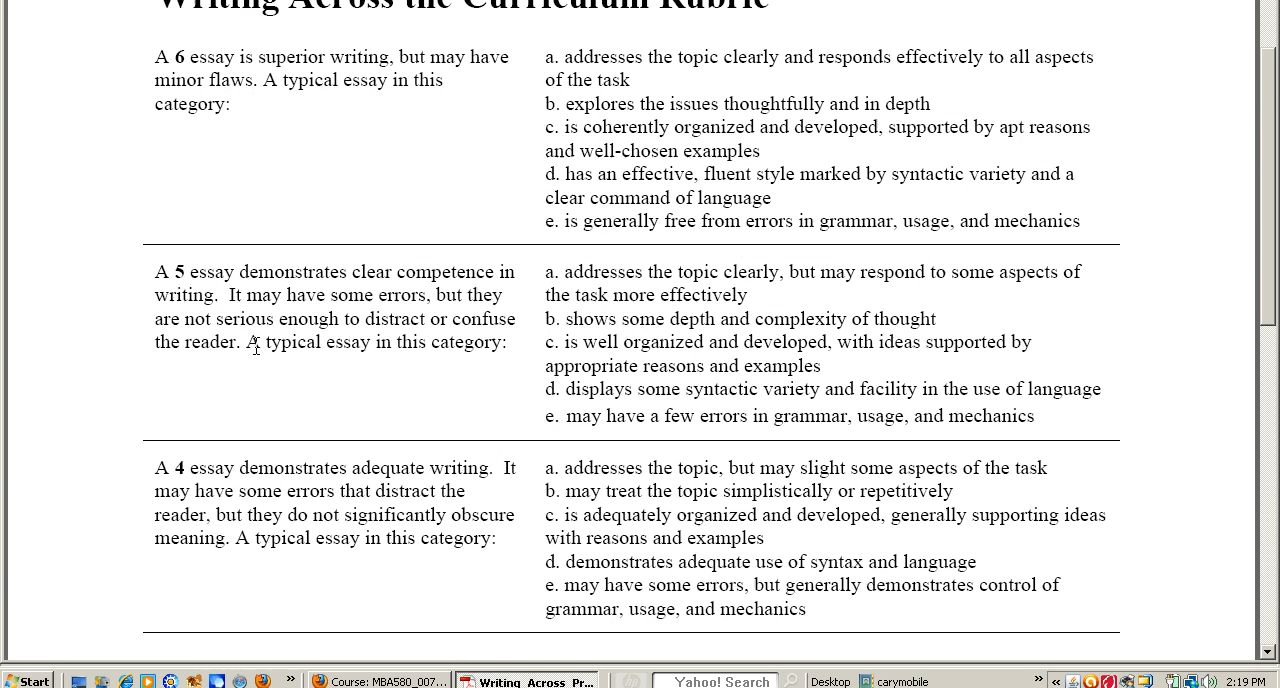 Writing Across the Curriculum Rubric
A 6 essay is superior writing, but may have
minor flaws. A typical essay in this
category:
a. addresses the topic clearly and responds effectively to all aspects
of the task
b. explores the issues thoughtfully and in depth
c. is coherently organized and developed, supported by apt reasons
and well-chosen examples
d. has an effective, fluent style marked by syntactic variety and a
clear command of language
e. is generally free from errors in grammar, usage, and mechanics
A 5 essay demonstrates clear competence in
writing.  It may have some errors, but they
are not serious enough to distract or confuse
the reader. A typical essay in this category:
a. addresses the topic clearly, but may respond to some aspects of
the task more effectively
b. shows some depth and complexity of thought
c. is well organized and developed, with ideas supported by
appropriate reasons and examples
d. displays some syntactic variety and facility in the use of language
e. may have a few errors in grammar, usage, and mechanics
A 4 essay demonstrates adequate writing.  It
may have some errors that distract the
reader, but they do not significantly obscure
meaning. A typical essay in this category:
a. addresses the topic, but may slight some aspects of the task
b. may treat the topic simplistically or repetitively
c. is adequately organized and developed, generally supporting ideas
with reasons and examples
d. demonstrates adequate use of syntax and language
e. may have some errors, but generally demonstrates control of
grammar, usage, and mechanics
Start » Course: MBA580_007... Writing_Across_Pr... Yahoo! Search Desktop carymobile » « 2:19 PM